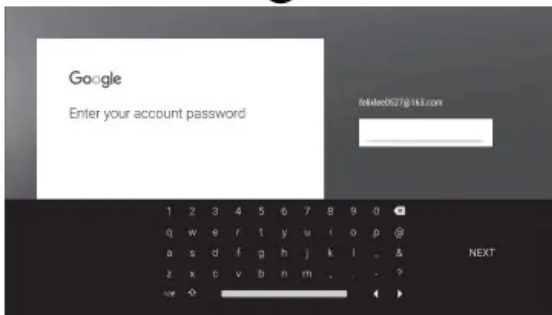 Google
Enter your account password
felixlee0527@163.com
1 2 3 4 5 6 7 8 9 0
q w e r t y u i o p @
a s d f g h j k l _ &
z x c v b n m , . - ?
NEXT